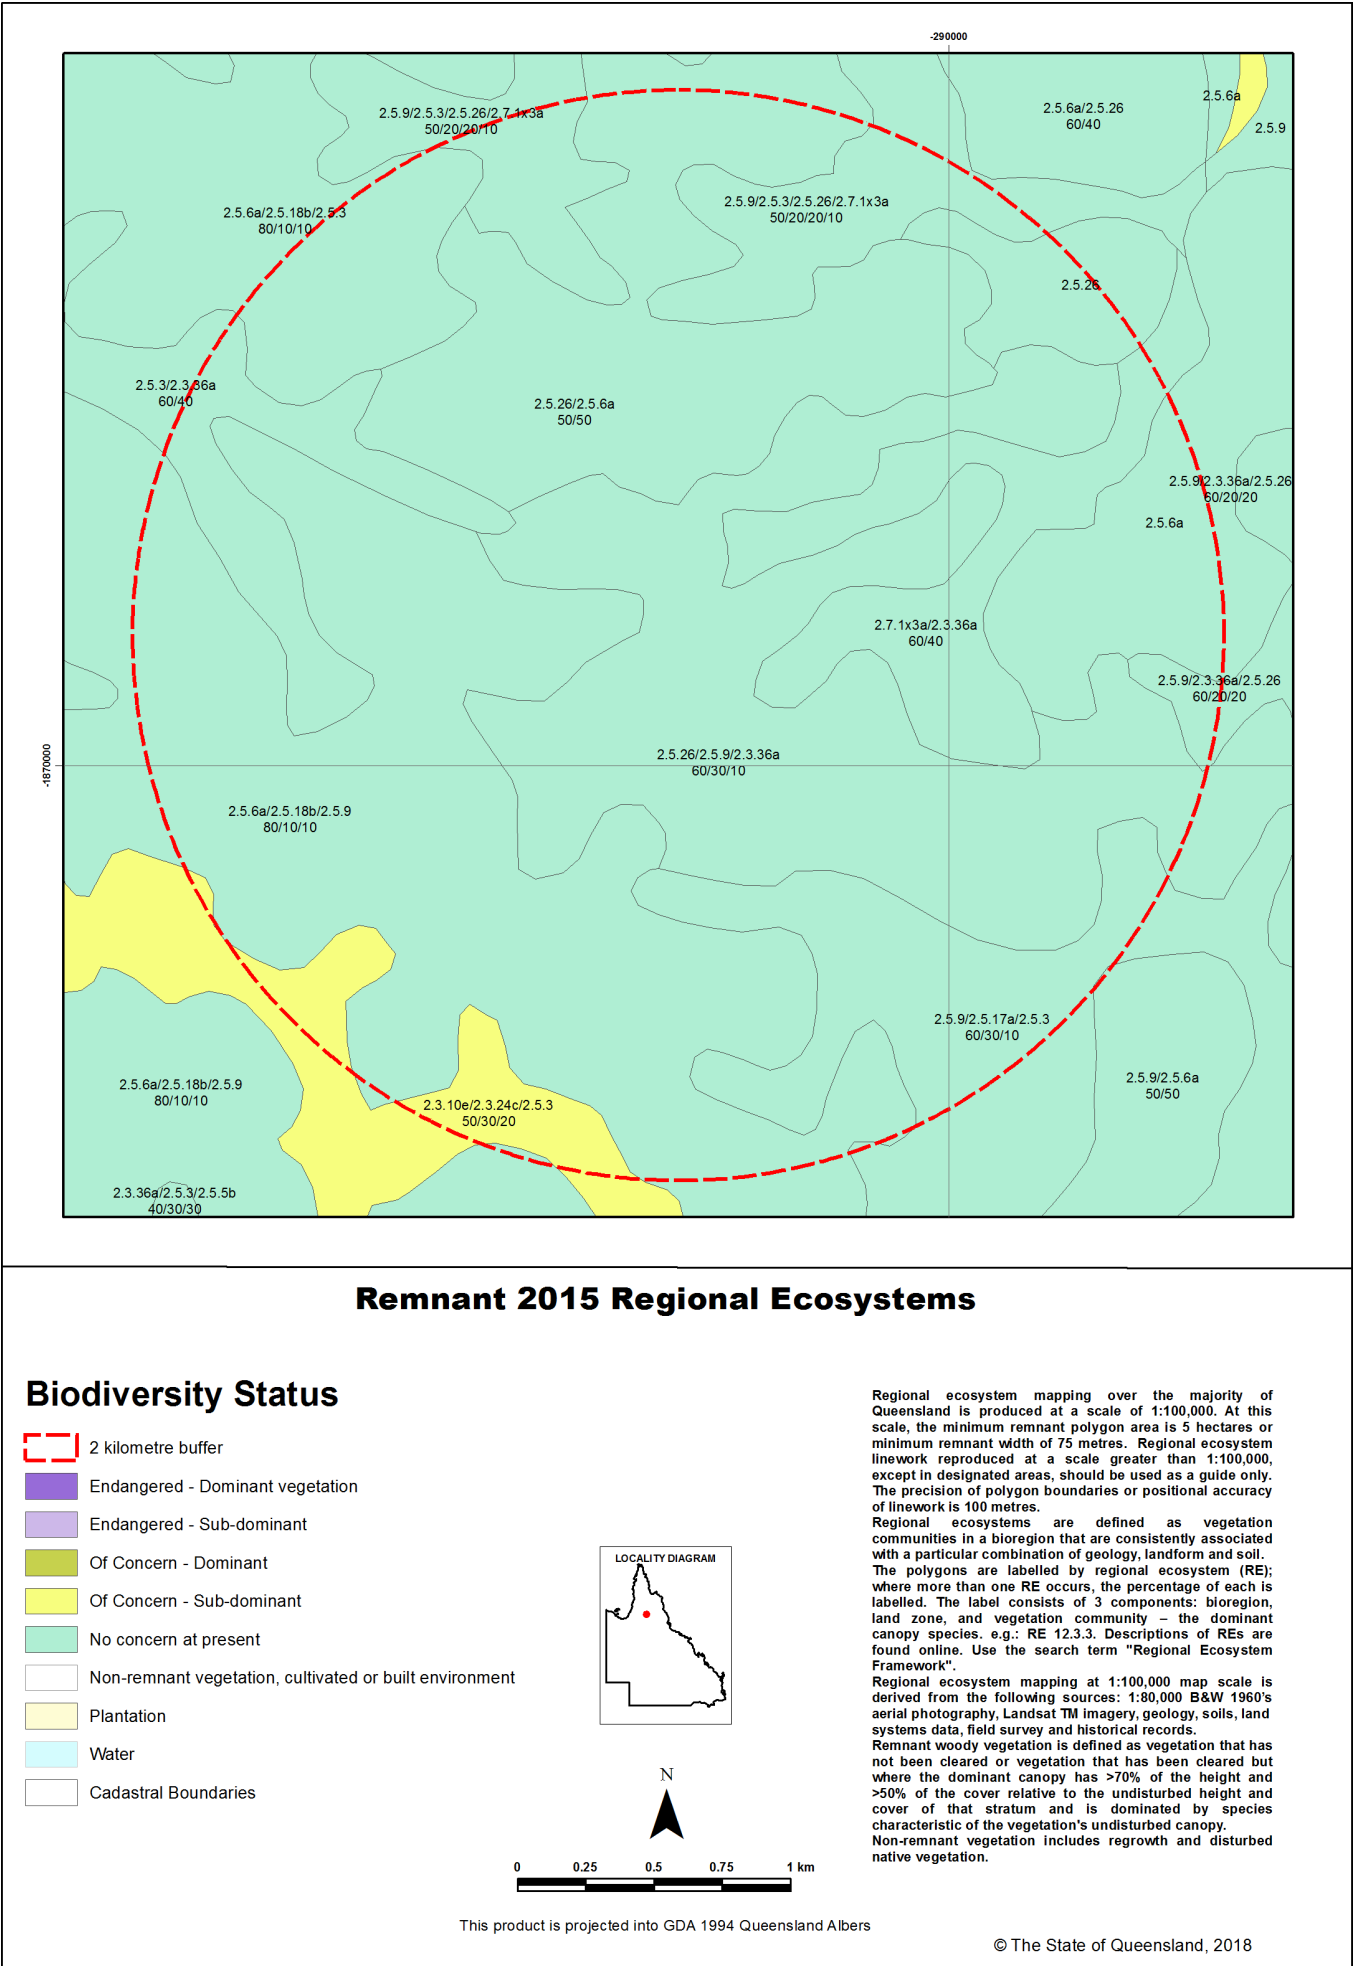 -290000
2.5.6a
2.5.6a/2.5.26
60/40
2.5.9
2.5.9/2.5.3/2.5.26/2.7.1x3a
50/20/20/10
2.5.9/2.5.3/2.5.26/2.7.1x3a
50/20/20/10
2.5.6a/2.5.18b/2.5.3
80/10/10
2.5.26
2.5.3/2.3.36a
60/40
2.5.26/2.5.6a
50/50
2.5.9/2.3.36a/2.5.26
60/20/20
2.5.6a
2.7.1x3a/2.3.36a
60/40
2.5.9/2.3.36a/2.5.26
60/20/20
-1870000
2.5.26/2.5.9/2.3.36a
60/30/10
2.5.6a/2.5.18b/2.5.9
80/10/10
2.5.9/2.5.17a/2.5.3
60/30/10
2.5.6a/2.5.18b/2.5.9
80/10/10
2.5.9/2.5.6a
50/50
2.3.10e/2.3.24c/2.5.3
50/30/20
2.3.36a/2.5.3/2.5.5b
40/30/30
Remnant 2015 Regional Ecosystems
Biodiversity Status
2 kilometre buffer
Endangered - Dominant vegetation
Endangered - Sub-dominant
Of Concern - Dominant
Of Concern - Sub-dominant
No concern at present
Non-remnant vegetation, cultivated or built environment
Plantation
Water
Cadastral Boundaries
LOCALITY DIAGRAM
N
0 0.25 0.5 0.75 1 km
This product is projected into GDA 1994 Queensland Albers
Regional ecosystem mapping over the majority of
Queensland is produced at a scale of 1:100,000. At this
scale, the minimum remnant polygon area is 5 hectares or
minimum remnant width of 75 metres. Regional ecosystem
linework reproduced at a scale greater than 1:100,000,
except in designated areas, should be used as a guide only.
The precision of polygon boundaries or positional accuracy
of linework is 100 metres.
Regional ecosystems are defined as vegetation
communities in a bioregion that are consistently associated
with a particular combination of geology, landform and soil.
The polygons are labelled by regional ecosystem (RE);
where more than one RE occurs, the percentage of each is
labelled. The label consists of 3 components: bioregion,
land zone, and vegetation community – the dominant
canopy species. e.g.: RE 12.3.3. Descriptions of REs are
found online. Use the search term "Regional Ecosystem
Framework".
Regional ecosystem mapping at 1:100,000 map scale is
derived from the following sources: 1:80,000 B&W 1960's
aerial photography, Landsat TM imagery, geology, soils, land
systems data, field survey and historical records.
Remnant woody vegetation is defined as vegetation that has
not been cleared or vegetation that has been cleared but
where the dominant canopy has >70% of the height and
>50% of the cover relative to the undisturbed height and
cover of that stratum and is dominated by species
characteristic of the vegetation's undisturbed canopy.
Non-remnant vegetation includes regrowth and disturbed
native vegetation.
© The State of Queensland, 2018